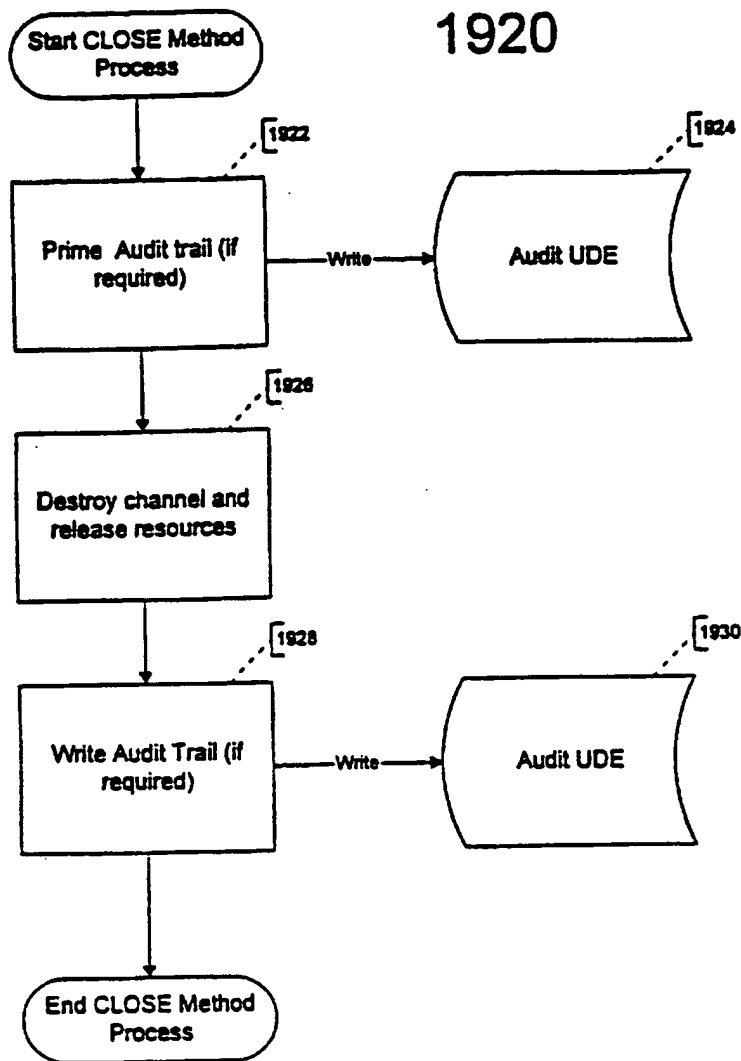 1920
Start CLOSE Method
Process
1922
Prime Audit trail (if
required)
Write
1924
Audit UDE
1926
Destroy channel and
release resources
1928
Write Audit Trail (if
required)
Write
1930
Audit UDE
End CLOSE Method
Process